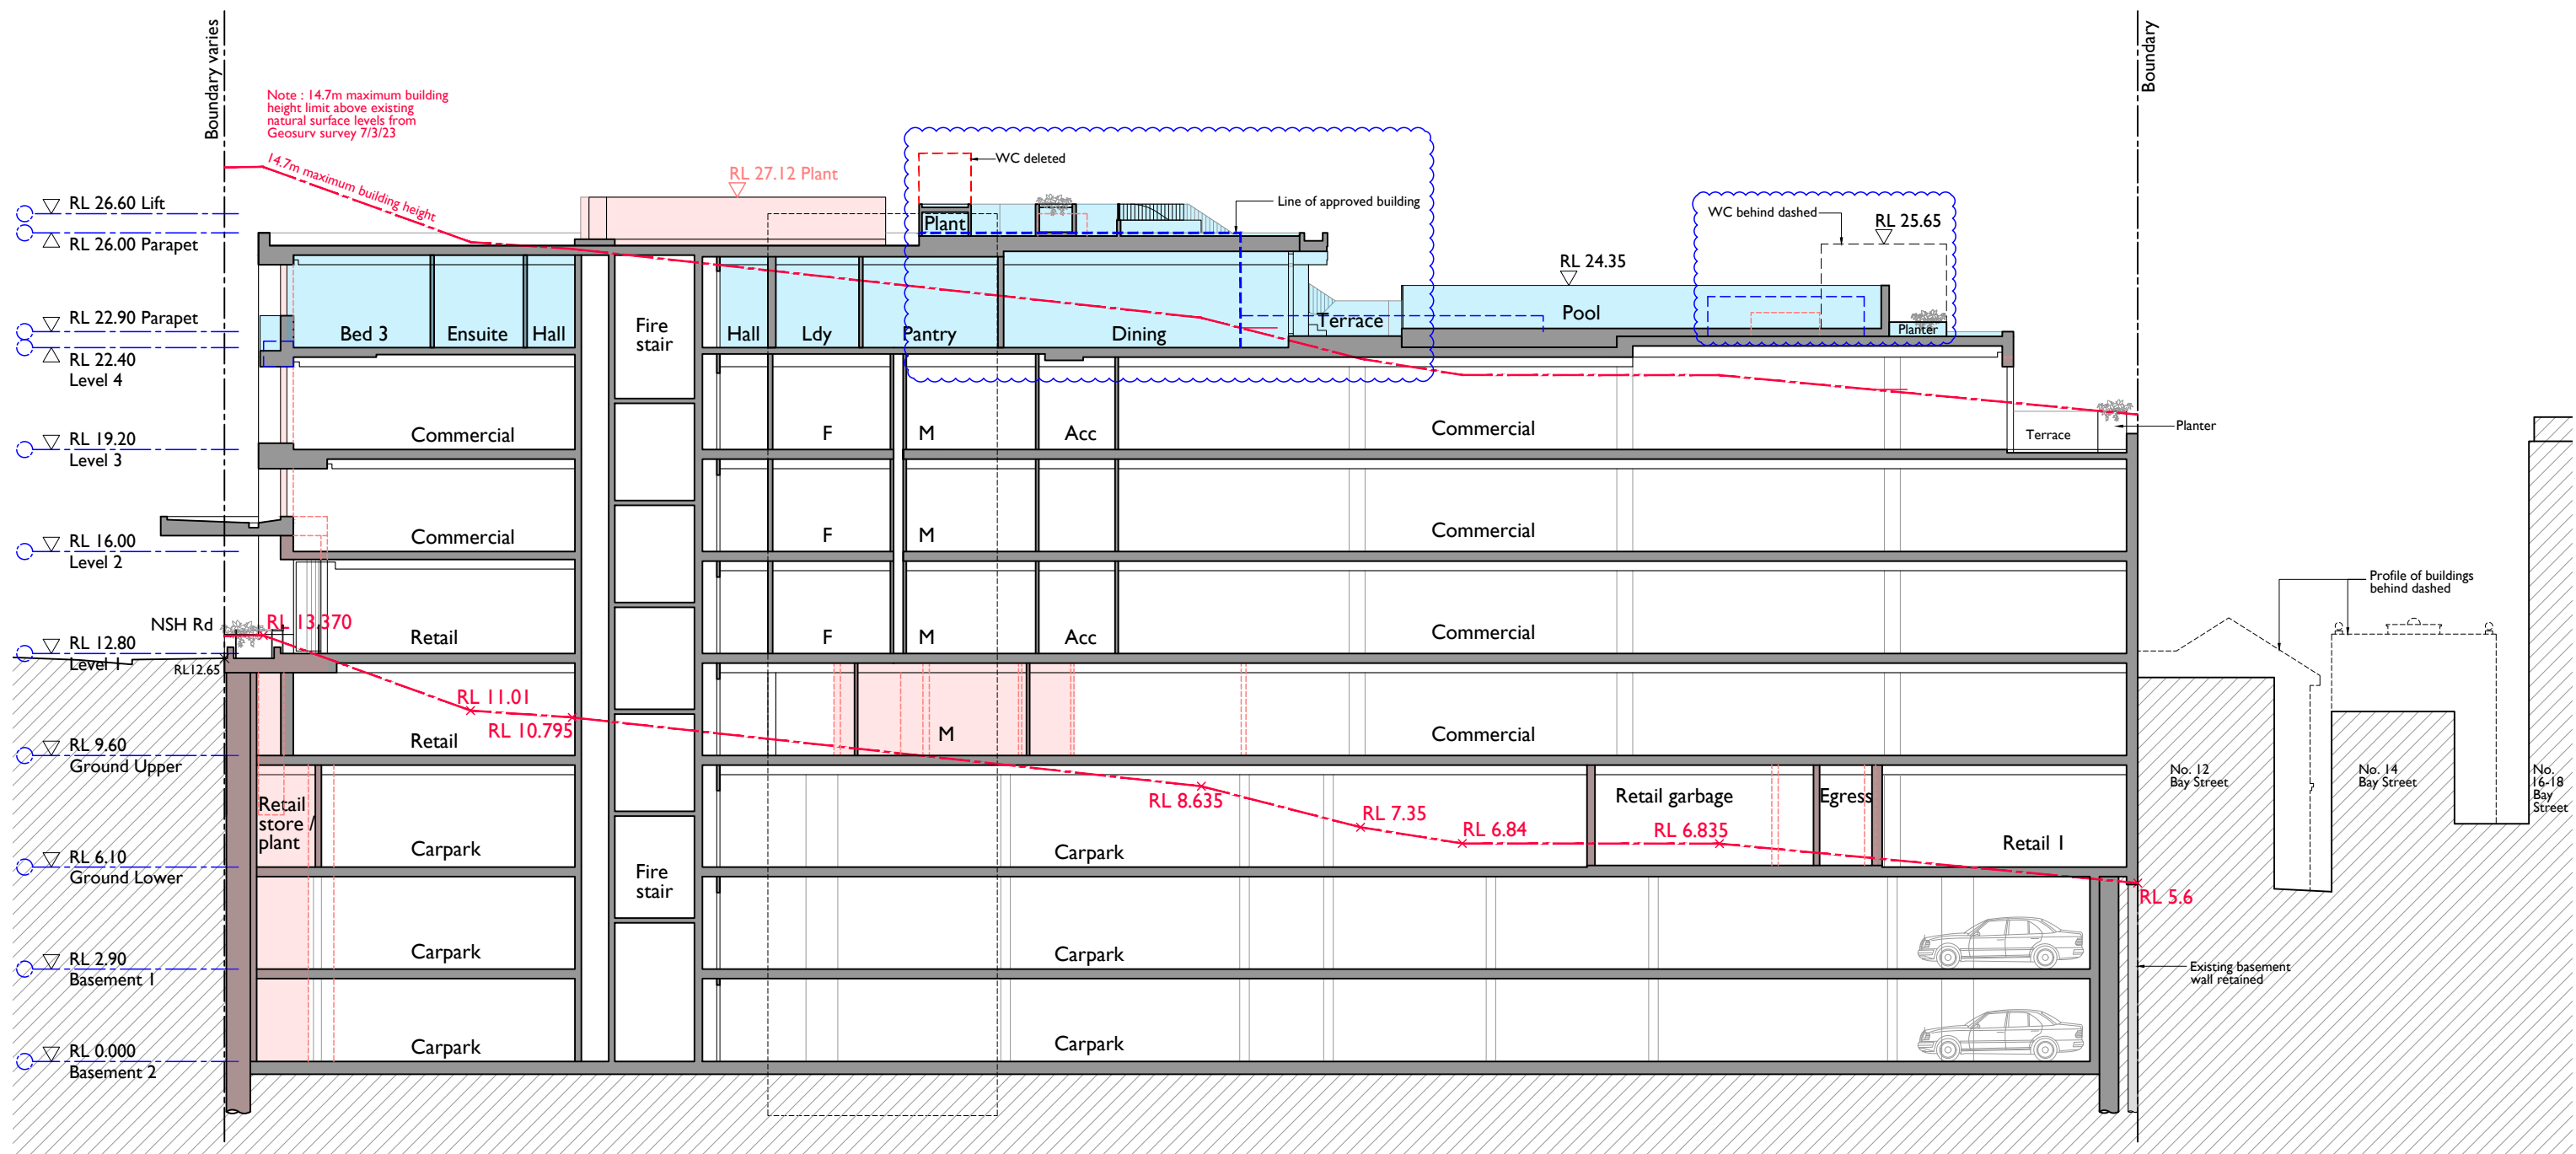 Boundary varies
Boundary
Note : 14.7m maximum building
height limit above existing
natural surface levels from
Geosurv survey 7/3/23
14.7m maximum building height
WC deleted
RL 27.12 Plant
RL 26.60 Lift
RL 26.00 Parapet
Line of approved building
WC behind dashed
RL 25.65
Plant
RL 24.35
RL 22.90 Parapet
Bed 3
Ensuite
Hall
Fire
stair
Hall
Ldy
Pantry
Dining
Terrace
Pool
Planter
RL 22.40
Level 4
Commercial
F
M
Acc
Commercial
Terrace
Planter
RL 19.20
Level 3
Commercial
F
M
Commercial
RL 16.00
Level 2
Profile of buildings
behind dashed
NSH Rd
RL 13.370
Retail
F
M
Acc
Commercial
RL 12.80
Level 1
RL12.65
RL 11.01
RL 10.795
Retail
M
Commercial
RL 9.60
Ground Upper
No. 12
Bay Street
No. 14
Bay Street
No.
16-18
Bay
Street
Retail
store /
plant
RL 8.635
RL 7.35
RL 6.84
Retail garbage
RL 6.835
Egress
Retail 1
Carpark
Carpark
RL 6.10
Ground Lower
Fire
stair
RL 5.6
Carpark
Carpark
RL 2.90
Basement 1
Existing basement
wall retained
Carpark
Carpark
RL 0.000
Basement 2